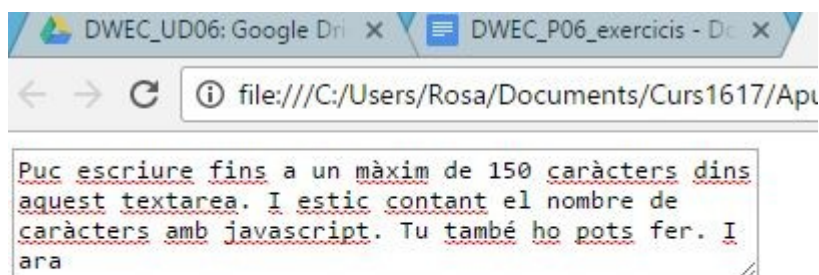 DWEC_UD06: Google Dri
DWEC_P06_exercicis - Do
file:///C:/Users/Rosa/Documents/Curs1617/Apu
Puc escriure fins a un màxim de 150 caràcters dins
aquest textarea. I estic contant el nombre de
caràcters amb javascript. Tu també ho pots fer. I
ara